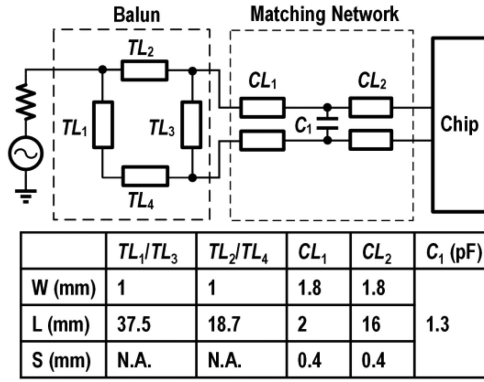 Balun
Matching Network
TL2
CL1
CL2
TL1
TL3
C1
Chip
TL4
TL1/TL3 TL2/TL4 CL1 CL2 C1 (pF)
W (mm) 1 1 1.8 1.8
L (mm) 37.5 18.7 2 16 1.3
S (mm) N.A. N.A. 0.4 0.4